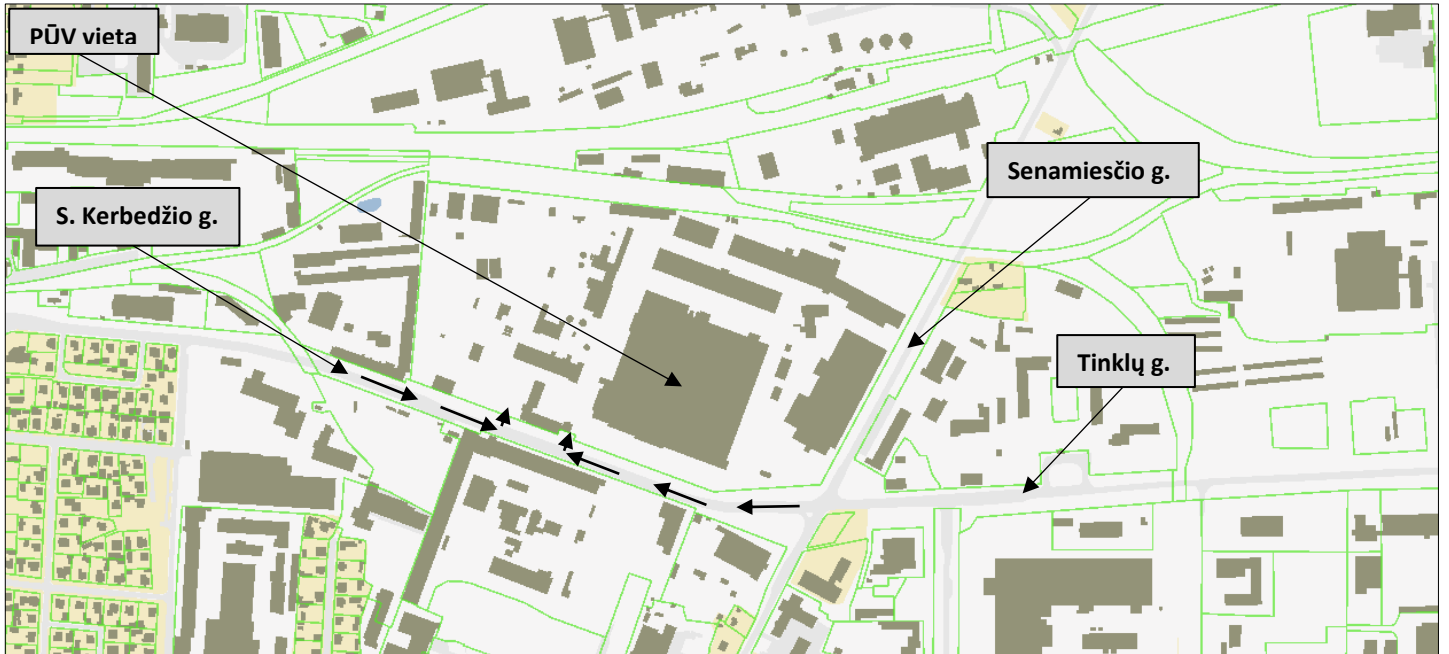 PŪV vieta
Senamiesčio g.
S. Kerbedžio g.
Tinklų g.